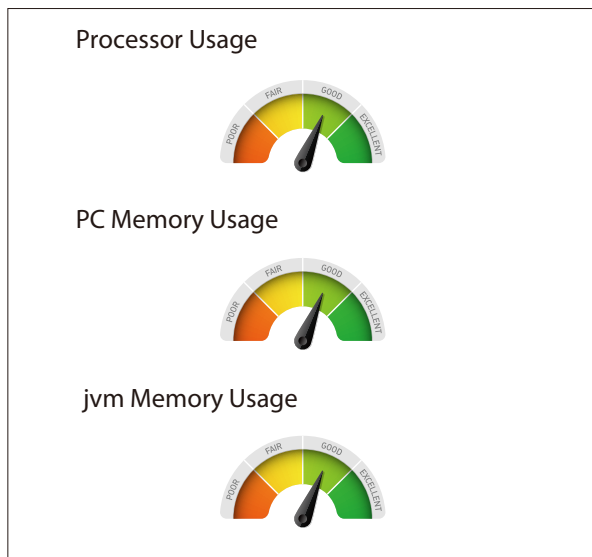 Processor Usage
POOR
FAIR
GOOD
EXCELLENT
PC Memory Usage
POOR
FAIR
GOOD
EXCELLENT
jvm Memory Usage
POOR
FAIR
GOOD
EXCELLENT